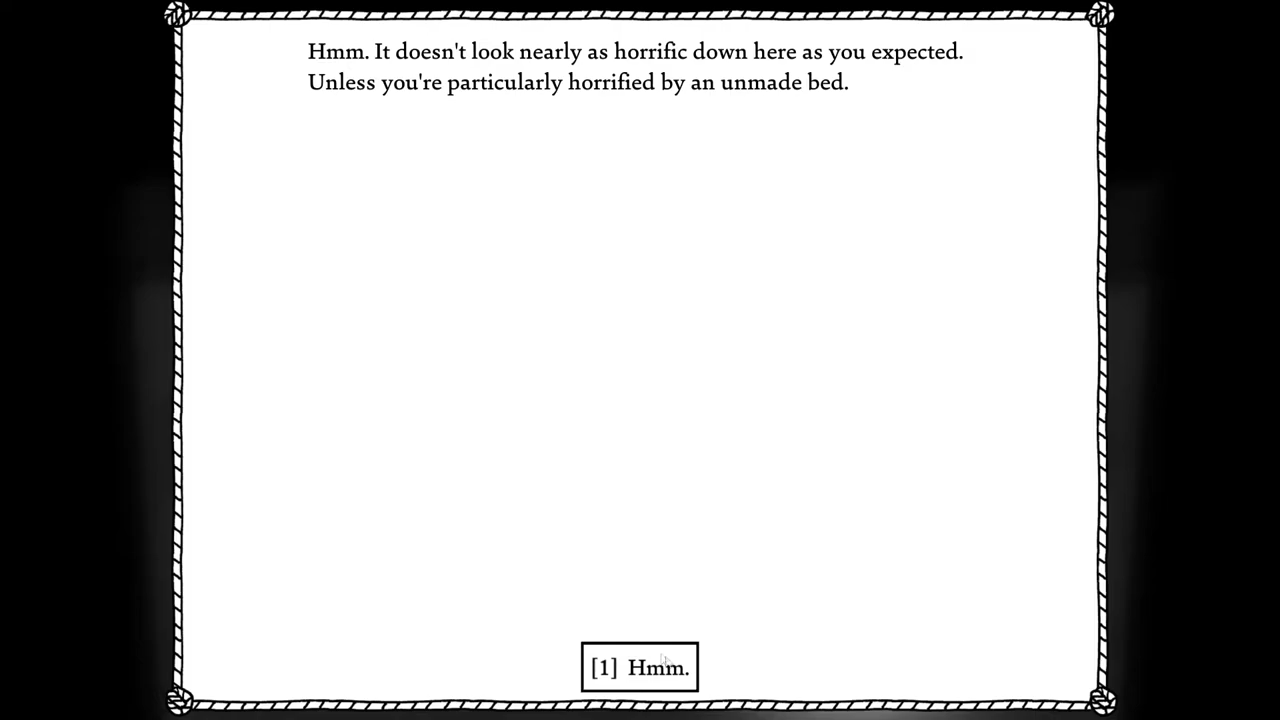 Hmm. It doesn't look nearly as horrific down here as you expected.
Unless you're particularly horrified by an unmade bed.
[1] Hmm.